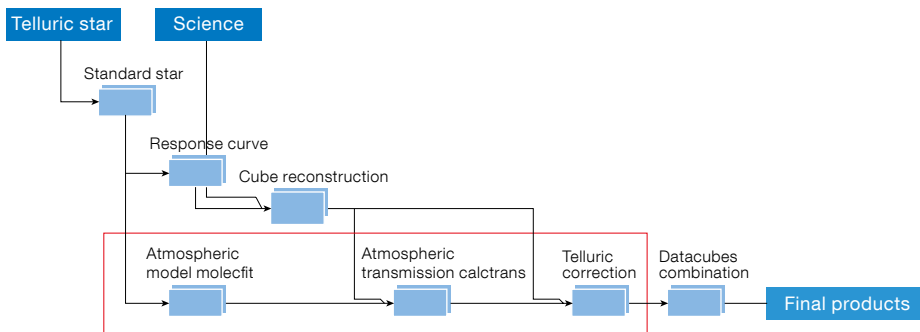 Telluric star
Science
Standard star
Response curve
Cube reconstruction
Atmospheric
model molecfit
Atmospheric
transmission calctrans
Telluric
correction
Datacubes
combination
Final products